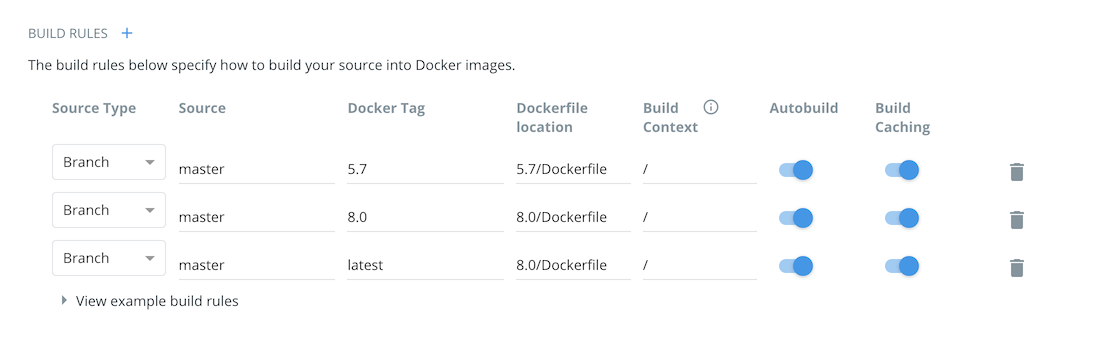 BUILD RULES +
The build rules below specify how to build your source into Docker images.
Source Type Source Docker Tag Dockerfile location Build Context Autobuild Build Caching
Branch master 5.7 5.7/Dockerfile /
Branch master 8.0 8.0/Dockerfile /
Branch master latest 8.0/Dockerfile /
View example build rules